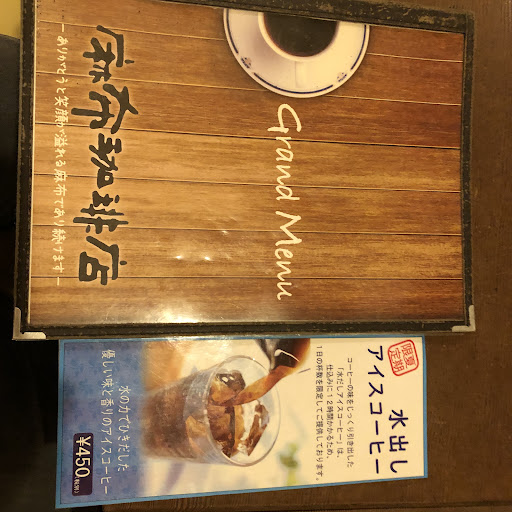 Grand Menu
麻布珈琲店
－ありがとうと笑顔が溢れる麻布であり続けます－
夏期限定
水出し
アイスコーヒー
コーヒーの味をじっくり引き出した
「水だしアイスコーヒー」は、
仕込みに12時間かかるため、
1日の杯数を限定してご提供しております。
水の力でひきだした
優しい味と香りのアイスコーヒー
¥450